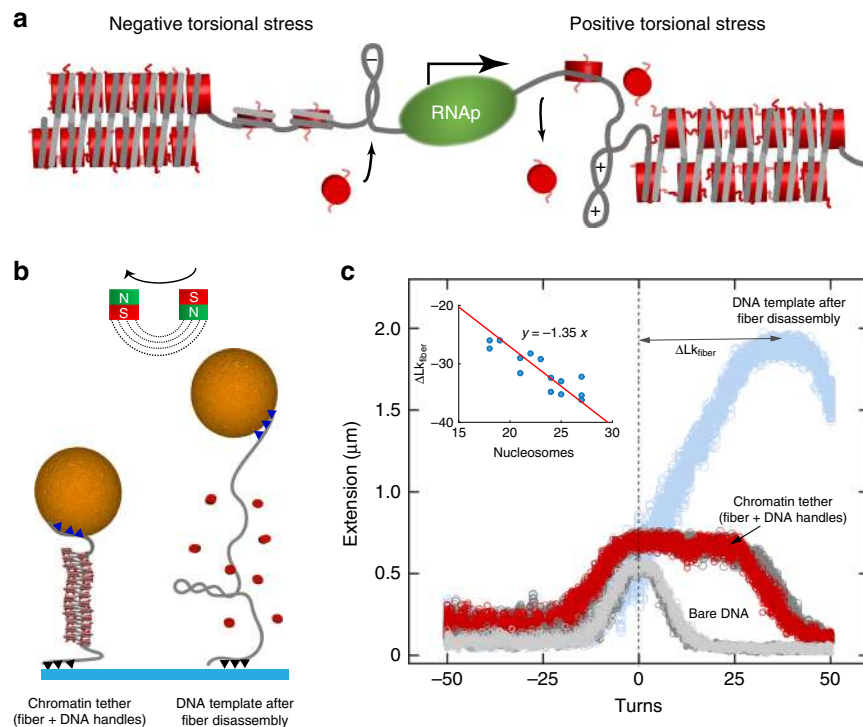 a
Negative torsional stress
Positive torsional stress
−
RNAp
+
+
b
N
S
S
N
Chromatin tether
(fiber + DNA handles)
DNA template after
fiber disassembly
c
Extension (μm)
2.0
1.5
1.0
0.5
0
−50
−25
0
25
50
Turns
DNA template after
fiber disassembly
ΔLkfiber
Chromatin tether
(fiber + DNA handles)
Bare DNA
ΔLkfiber
−20
−30
−40
y = −1.35 x
15
20
25
30
Nucleosomes